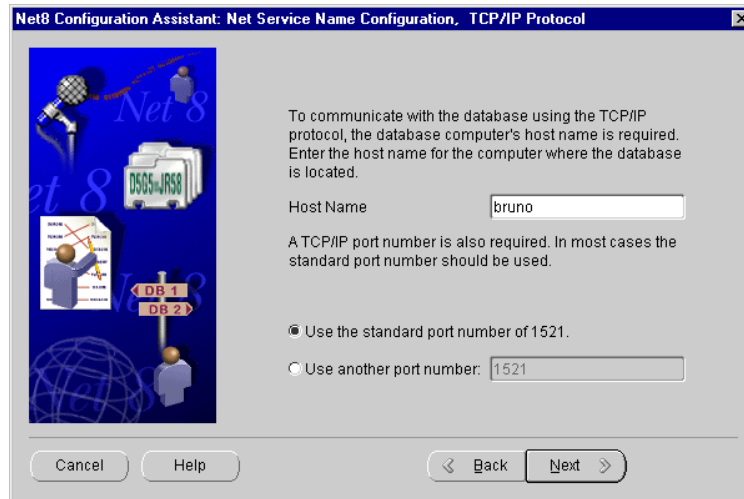 Net8 Configuration Assistant: Net Service Name Configuration, TCP/IP Protocol
Net 8
et 8
D5G5 JR58
DB 1
DB 2
To communicate with the database using the TCP/IP
protocol, the database computer's host name is required.
Enter the host name for the computer where the database
is located.
Host Name bruno
A TCP/IP port number is also required. In most cases the
standard port number should be used.
Use the standard port number of 1521.
Use another port number: 1521
Cancel Help Back Next